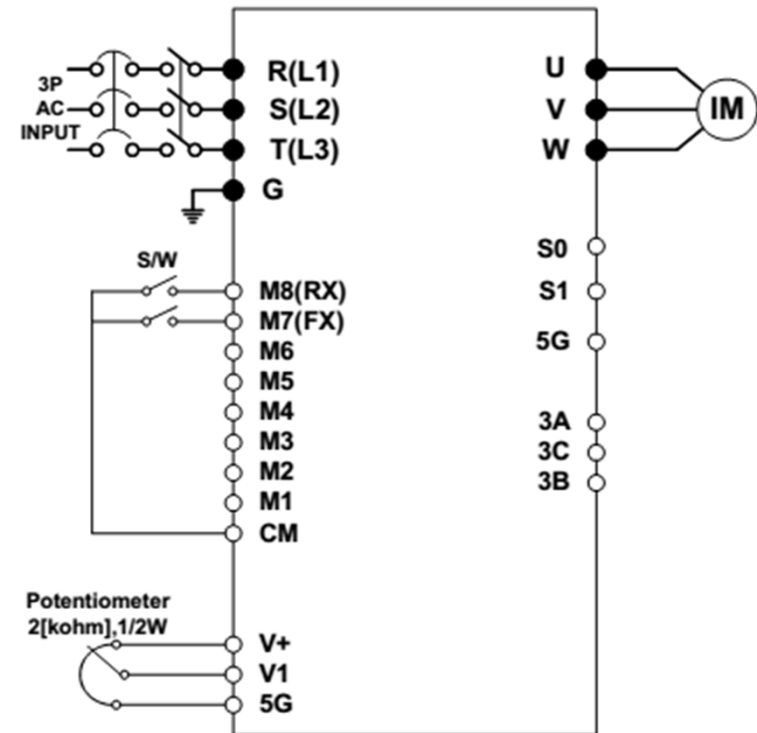 3P
AC
INPUT
R(L1)
S(L2)
T(L3)
G
U
V
W
IM
S/W
M8(RX)
M7(FX)
M6
M5
M4
M3
M2
M1
CM
S0
S1
5G
3A
3C
3B
Potentiometer
2[kohm],1/2W
V+
V1
5G